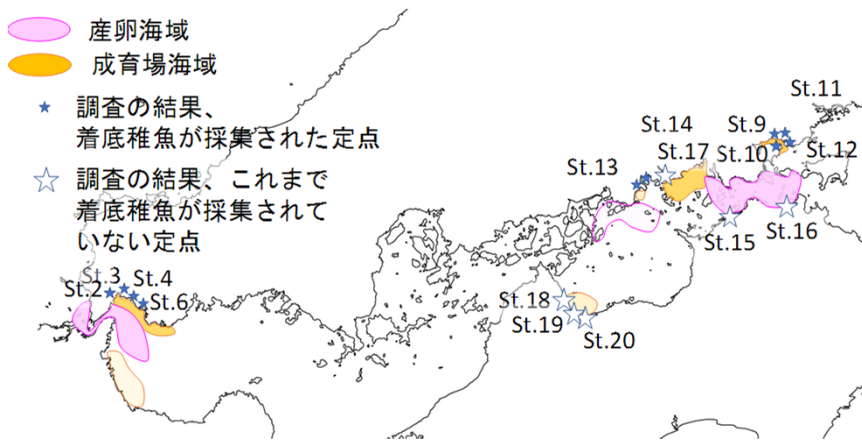 産卵海域
成育場海域
調査の結果、
着底稚魚が採集された定点
調査の結果、これまで
着底稚魚が採集されて
いない定点
St.11
St.9
St.14
St.12
St.17
St.10
St.13
St.15
St.16
St.3
St.4
St.2
St.6
St.18
St.19
St.20